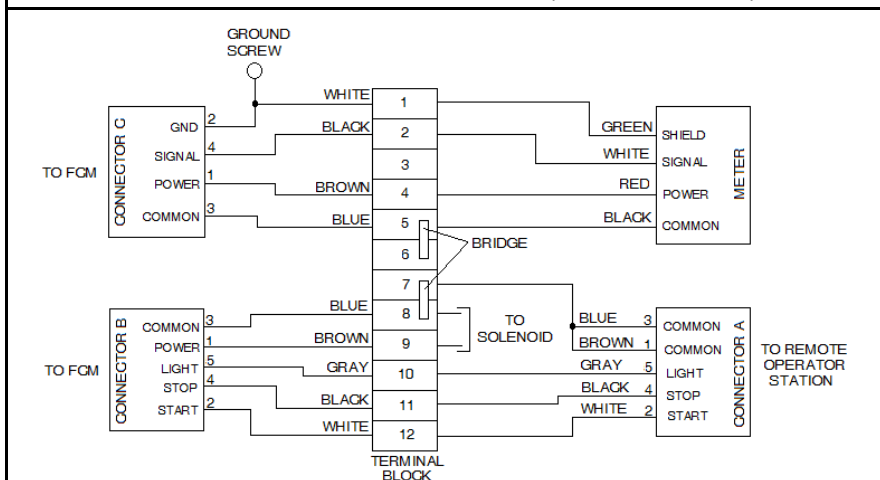 GROUND
SCREW
CONNECTOR C
TO FCM
GND 2
SIGNAL 4
POWER 1
COMMON 3
WHITE
BLACK
BROWN
BLUE
1
2
3
4
5
6
7
8
9
10
11
12
TERMINAL
BLOCK
BRIDGE
GREEN
WHITE
RED
BLACK
SHIELD
SIGNAL
POWER
COMMON
METER
CONNECTOR B
TO FCM
COMMON 3
POWER 1
LIGHT 5
STOP 4
START 2
BLUE
BROWN
GRAY
BLACK
WHITE
TO
SOLENOID
BLUE 3 COMMON
BROWN 1 COMMON
GRAY 5 LIGHT
BLACK 4 STOP
WHITE 2 START
CONNECTOR A
TO REMOTE
OPERATOR
STATION